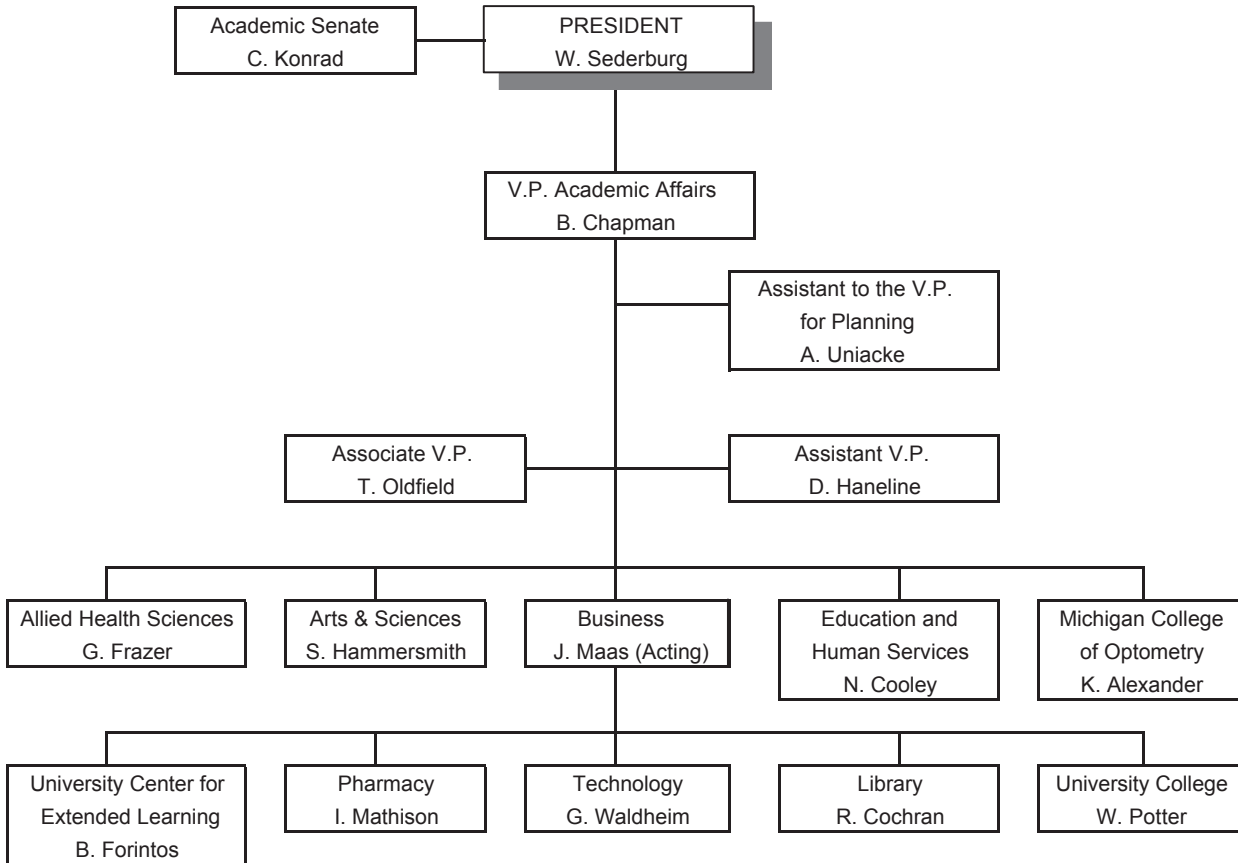 Academic Senate
C. Konrad
PRESIDENT
W. Sederburg
V.P. Academic Affairs
B. Chapman
Assistant to the V.P.
for Planning
A. Uniacke
Associate V.P.
T. Oldfield
Assistant V.P.
D. Haneline
Allied Health Sciences
G. Frazer
Arts & Sciences
S. Hammersmith
Business
J. Maas (Acting)
Education and
Human Services
N. Cooley
Michigan College
of Optometry
K. Alexander
University Center for
Extended Learning
B. Forintos
Pharmacy
I. Mathison
Technology
G. Waldheim
Library
R. Cochran
University College
W. Potter